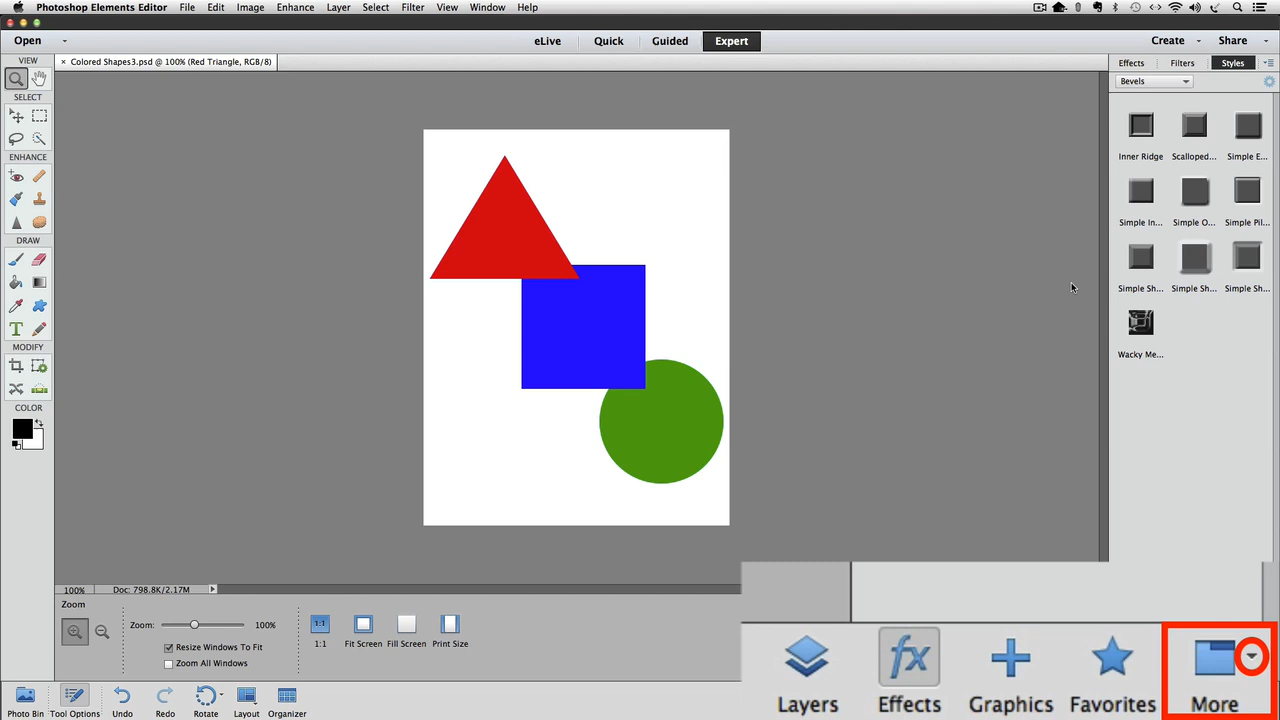 Photoshop Elements Editor File Edit Image Enhance Layer Select Filter View Window Help
Open eLive Quick Guided Expert Create Share
VIEW
× Colored Shapes3.psd @ 100% (Red Triangle, RGB/8)
Effects Filters Styles
Bevels
SELECT
Inner Ridge Scalloped... Simple E...
ENHANCE
Simple In... Simple O... Simple Pil...
DRAW
Simple Sh... Simple Sh... Simple Sh...
T
MODIFY
Wacky Me...
COLOR
100% Doc: 798.8K/2.17M
Zoom
Zoom: 100%
1:1
1:1 Fit Screen Fill Screen Print Size
Resize Windows To Fit
Zoom All Windows
fx
Photo Bin Tool Options Undo Redo Rotate Layout Organizer
Layers Effects Graphics Favorites More